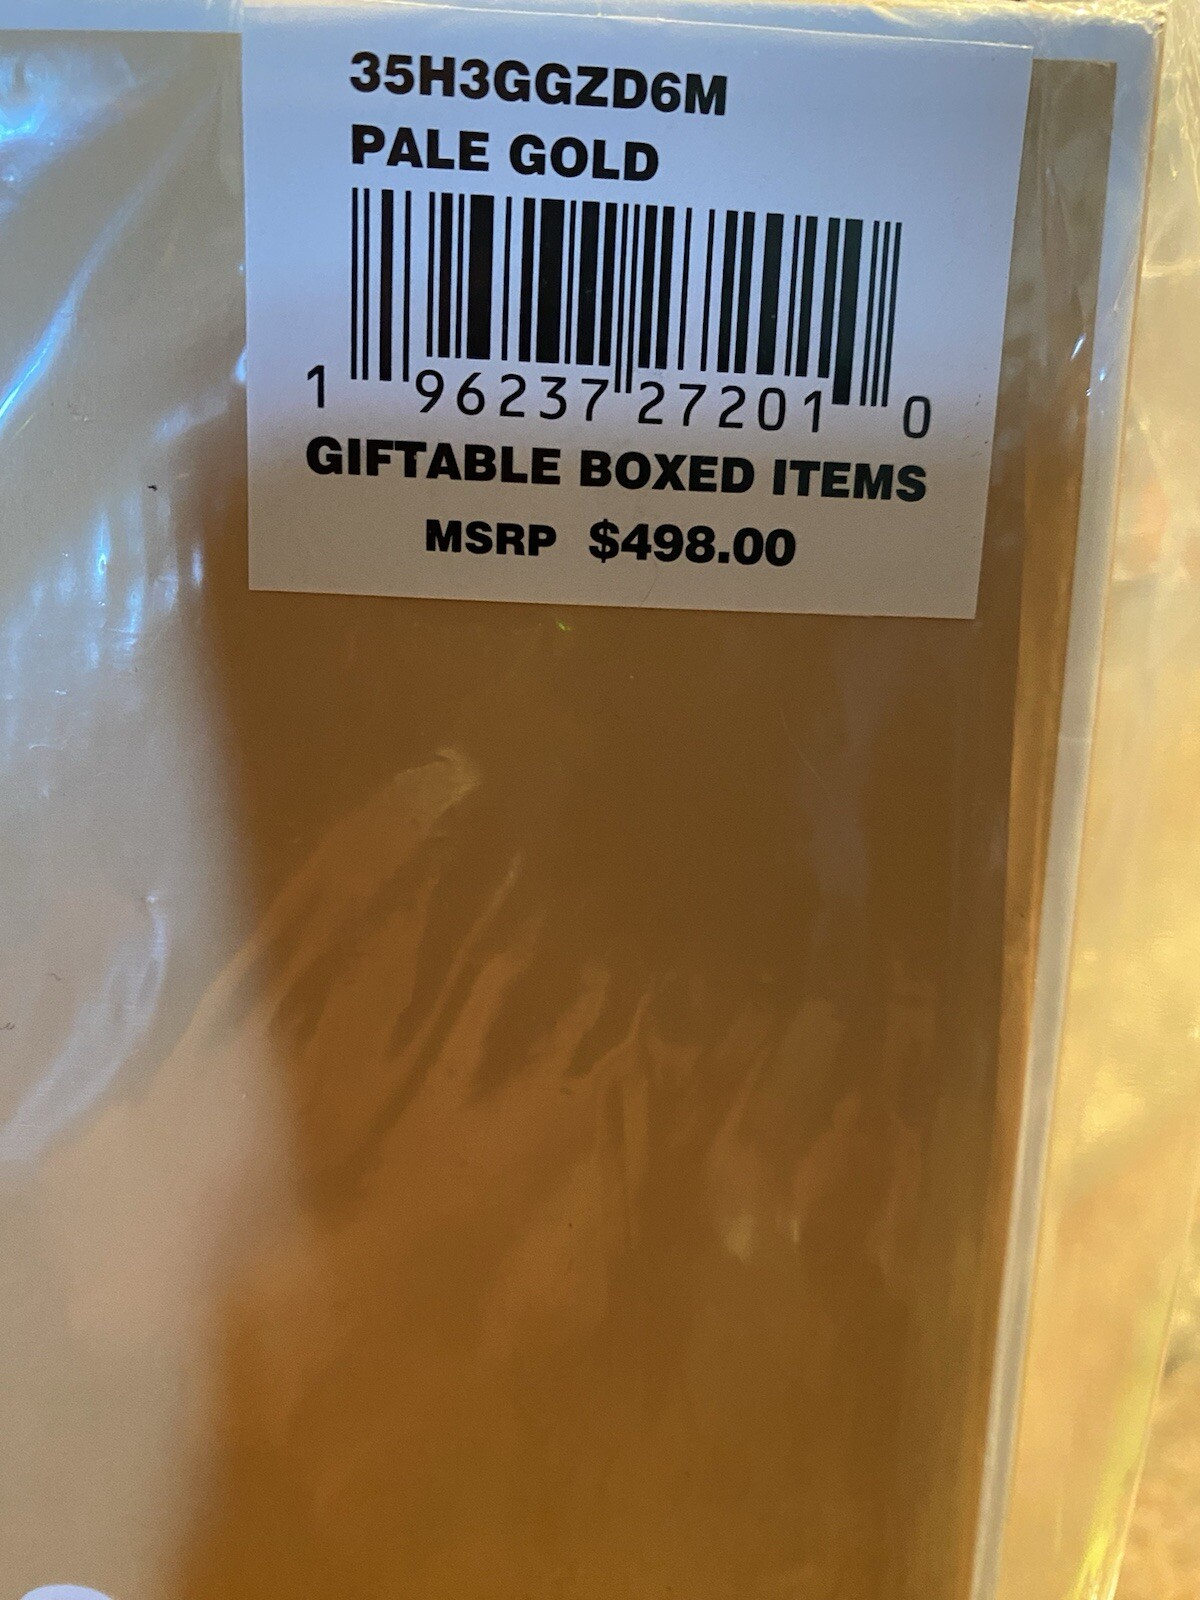 35H3GGZD6M
PALE GOLD
1 96237 27201 0
GIFTABLE BOXED ITEMS
MSRP $498.00